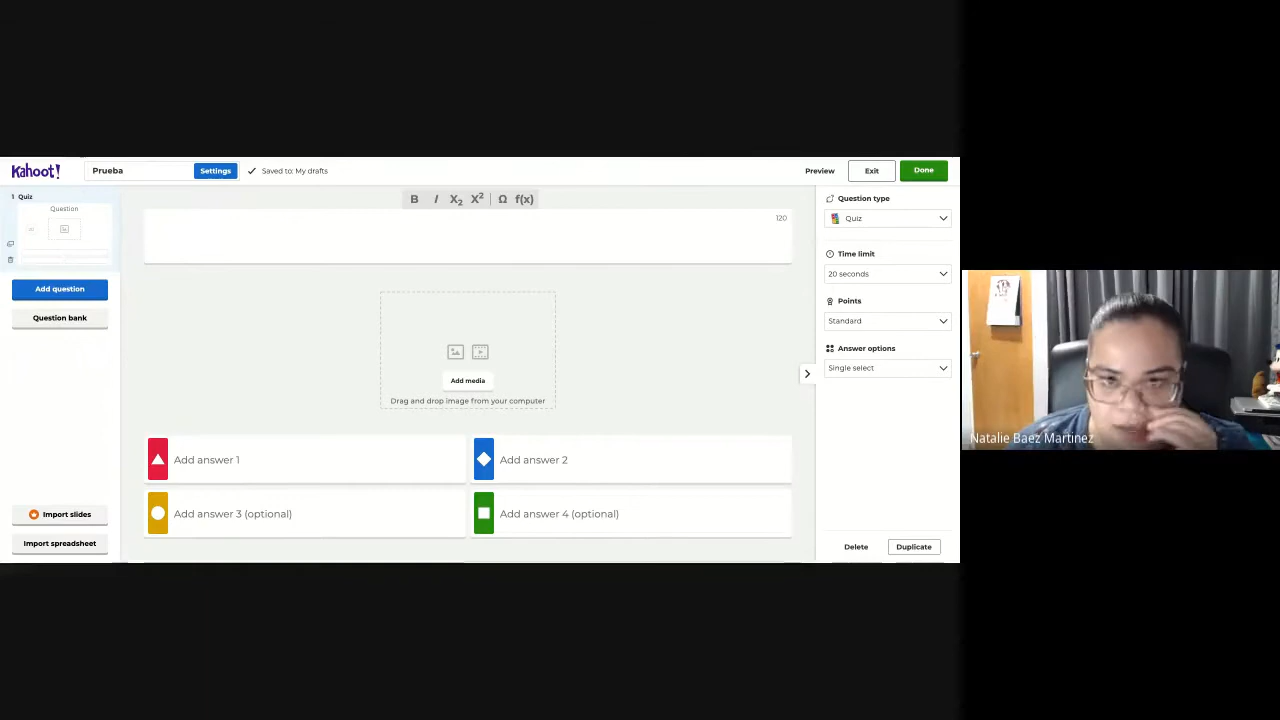 Kahoot!
Prueba
Settings
Saved to: My drafts
Preview
Exit
Done
1 Quiz
Question
Add question
Question bank
Import slides
Import spreadsheet
B I X2 X2 Ω f(x)
120
Add media
Drag and drop image from your computer
Add answer 1
Add answer 2
Add answer 3 (optional)
Add answer 4 (optional)
Question type
Quiz
Time limit
20 seconds
Points
Standard
Answer options
Single select
Delete
Duplicate
Natalie Baez Martinez